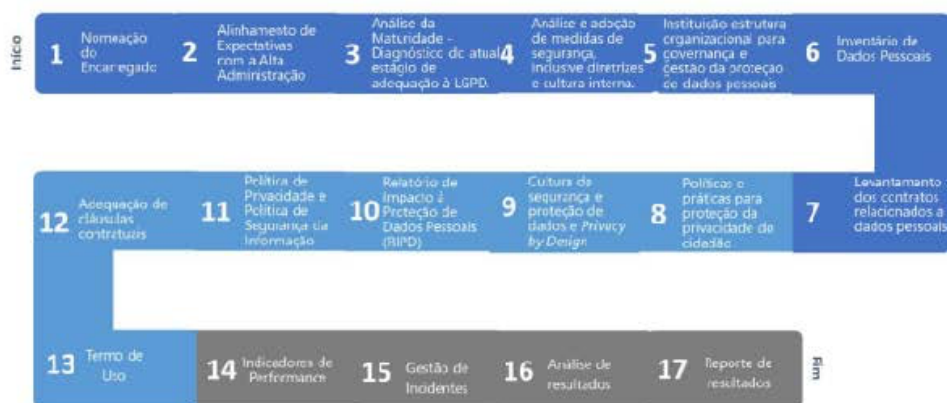 Início
1 Nomeação
do
Encarregado
2 Alinhamento de
Expectativas
com a Alta
Administração
3 Análise da
Maturidade -
Diagnóstico do atual
estágio de
adequação à LGPD.
4 Análise e adoção
de medidas de
segurança,
inclusive diretrizes
e cultura interna.
5 Instituição estrutura
organizacional para
governança e
gestão da proteção
de dados pessoais
6 Inventário de
Dados Pessoais
7 Levantamento
dos contratos
relacionados a
dados pessoais
8 Políticas e
práticas para
proteção da
privacidade do
cidadão
9 Cultura de
segurança e
proteção de
dados e Privacy
by Design
10 Relatório de
Impacto à
Proteção de
Dados Pessoais
(RIPD)
11 Política de
Privacidade e
Política de
Segurança da
Informação
12 Adequação de
cláusulas
contratuais
13 Termo de
Uso
14 Indicadores de
Performance
15 Gestão de
Incidentes
16 Análise de
resultados
17 Reporte de
resultados
Fim